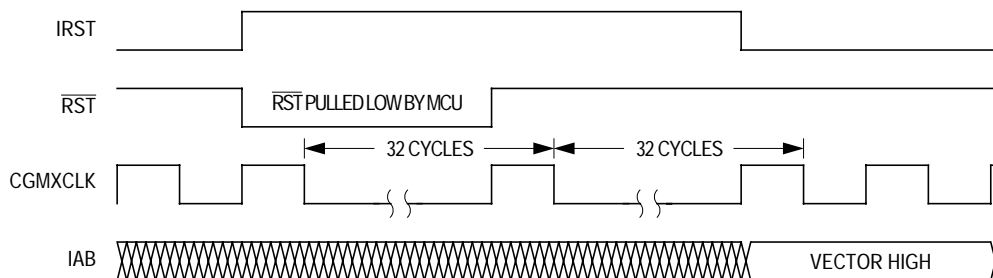 IRST
RST
RST PULLED LOW BY MCU
32 CYCLES
32 CYCLES
CGMXCLK
IAB
VECTOR HIGH